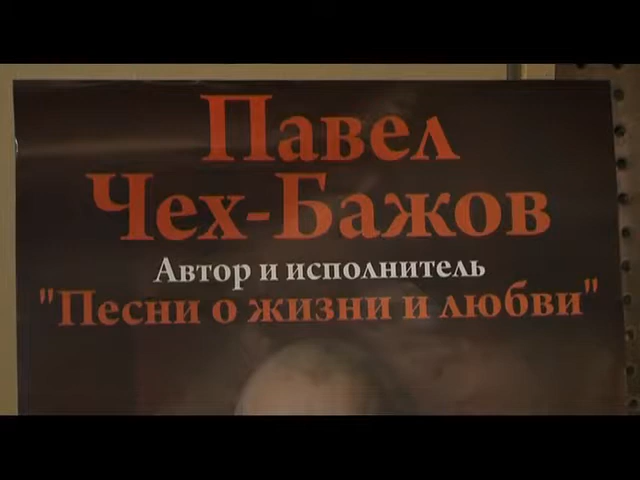 Павел
Чех-Бажов
Автор и исполнитель
"Песни о жизни и любви"